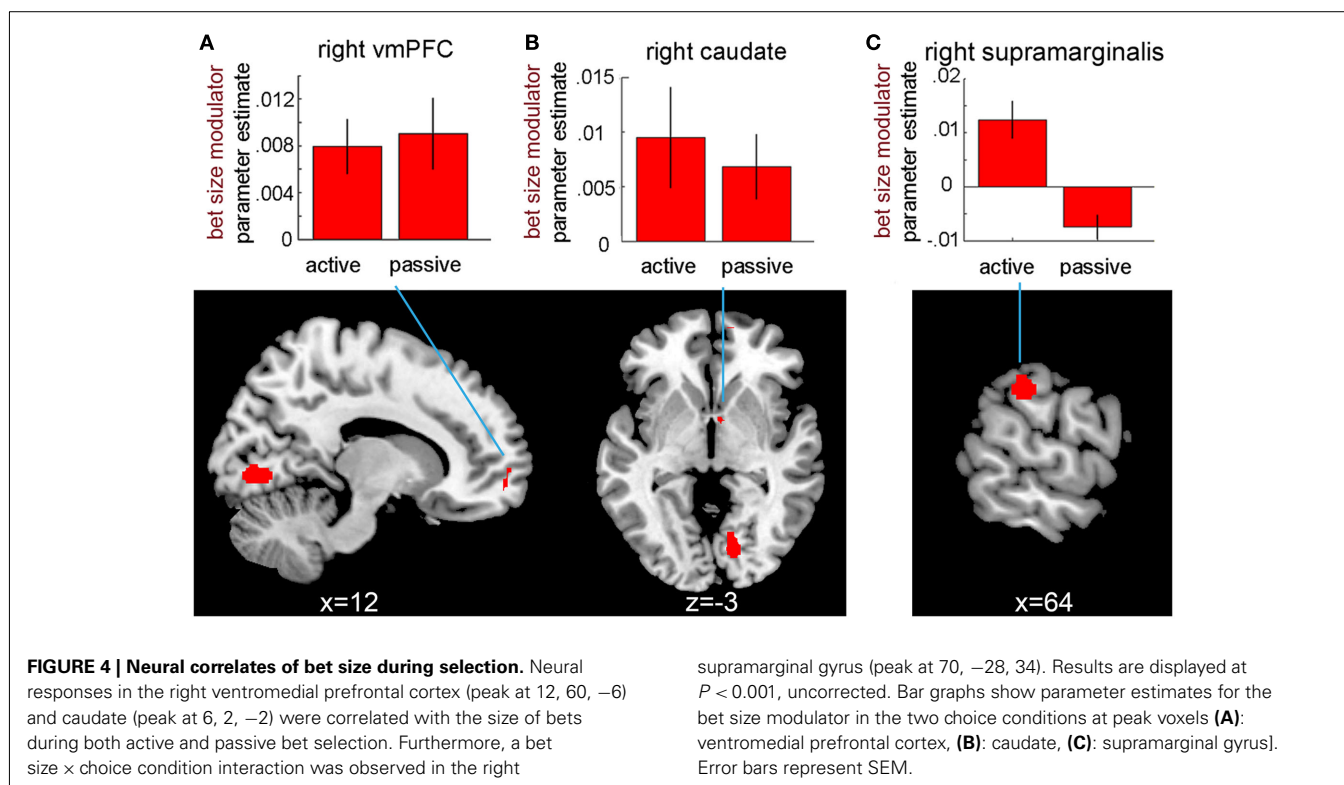 A
right vmPFC
bet size modulator
parameter estimate
.012
.008
.004
0
active passive
B
right caudate
bet size modulator
parameter estimate
.015
.01
.005
0
active passive
C
right supramarginalis
bet size modulator
parameter estimate
.02
.01
0
-.01
active passive
x=12
z=-3
x=64
FIGURE 4 | Neural correlates of bet size during selection. Neural
responses in the right ventromedial prefrontal cortex (peak at 12, 60, −6)
and caudate (peak at 6, 2, −2) were correlated with the size of bets
during both active and passive bet selection. Furthermore, a bet
size × choice condition interaction was observed in the right
supramarginal gyrus (peak at 70, −28, 34). Results are displayed at
P < 0.001, uncorrected. Bar graphs show parameter estimates for the
bet size modulator in the two choice conditions at peak voxels (A):
ventromedial prefrontal cortex, (B): caudate, (C): supramarginal gyrus].
Error bars represent SEM.